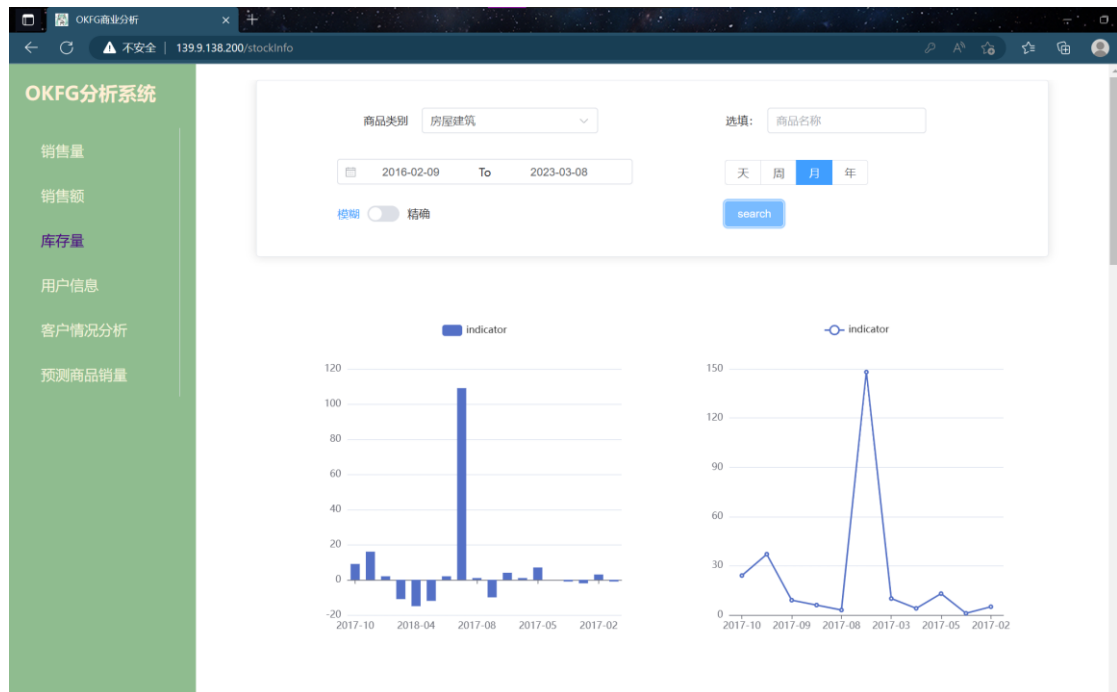 OKFG商业分析
不安全 | 139.9.138.200/stockInfo
OKFG分析系统
销售量
销售额
库存量
用户信息
客户情况分析
预测商品销量
商品类别 房屋建筑 选填: 商品名称
2016-02-09 To 2023-03-08 天 周 月 年
模糊 精确 search
indicator
120
100
80
60
40
20
0
-20
2017-10 2018-04 2017-08 2017-05 2017-02
indicator
150
120
90
60
30
0
2017-10 2017-09 2017-08 2017-03 2017-05 2017-02